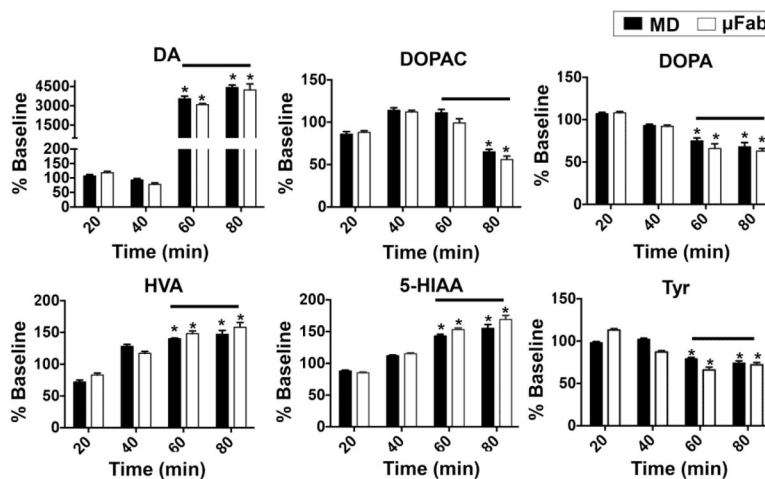 MD µFab
DA
% Baseline
4500
3000
1500
200
150
100
50
0
* * * *
20 40 60 80
Time (min)
DOPAC
% Baseline
150
100
50
0
* *
20 40 60 80
Time (min)
DOPA
% Baseline
150
100
50
0
* * * *
20 40 60 80
Time (min)
HVA
% Baseline
200
150
100
50
0
* * * *
20 40 60 80
Time (min)
5-HIAA
% Baseline
200
150
100
50
0
* * * *
20 40 60 80
Time (min)
Tyr
% Baseline
150
100
50
0
* * * *
20 40 60 80
Time (min)